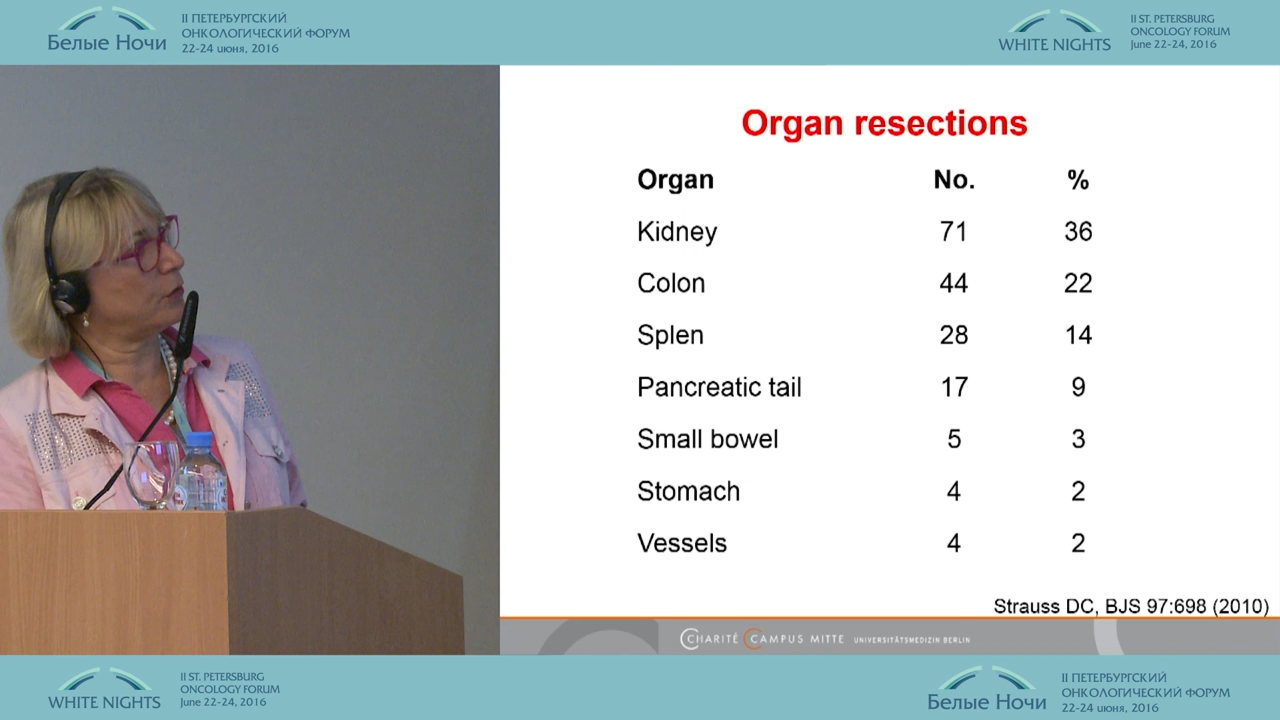 II ПЕТЕРБУРГСКИЙ
ОНКОЛОГИЧЕСКИЙ ФОРУМ
Белые Ночи
22-24 июня, 2016
II ST. PETERSBURG
ONCOLOGY FORUM
WHITE NIGHTS
June 22-24, 2016
Organ resections
Organ No. %
Kidney 71 36
Colon 44 22
Splen 28 14
Pancreatic tail 17 9
Small bowel 5 3
Stomach 4 2
Vessels 4 2
Strauss DC, BJS 97:698 (2010)
CHARITÉ CAMPUS MITTE UNIVERSITÄTSMEDIZIN BERLIN
II ST. PETERSBURG
ONCOLOGY FORUM
WHITE NIGHTS
June 22-24, 2016
II ПЕТЕРБУРГСКИЙ
ОНКОЛОГИЧЕСКИЙ ФОРУМ
Белые Ночи
22-24 июня, 2016